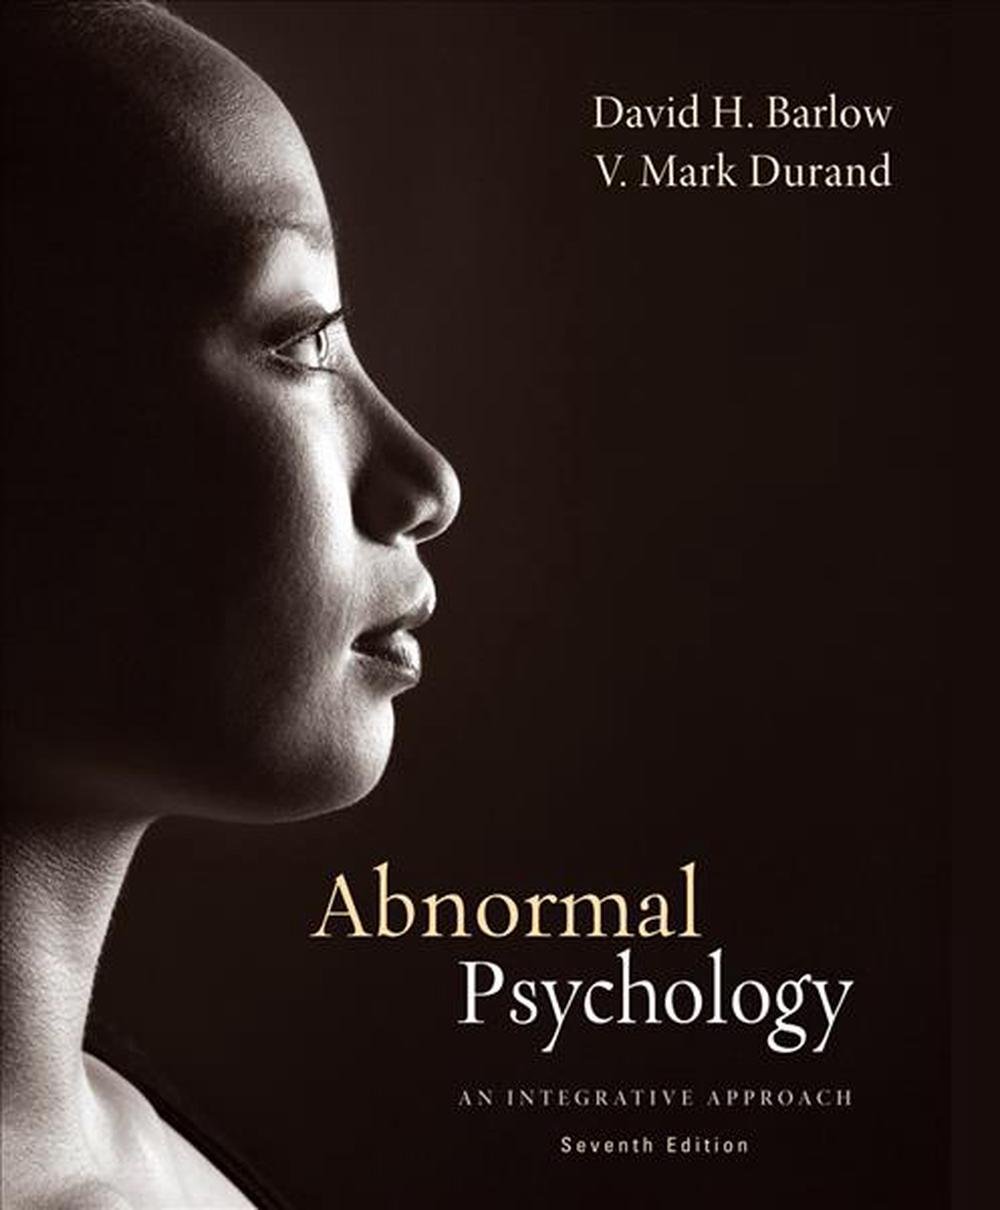 David H. Barlow
V. Mark Durand
Abnormal
Psychology
AN INTEGRATIVE APPROACH
Seventh Edition